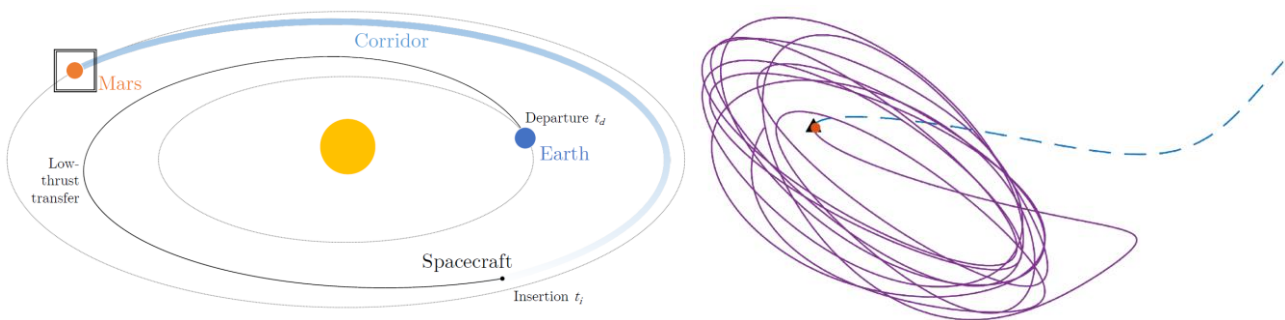 Corridor
Mars
Departure t_d
Earth
Low-
thrust
transfer
Spacecraft
Insertion t_i